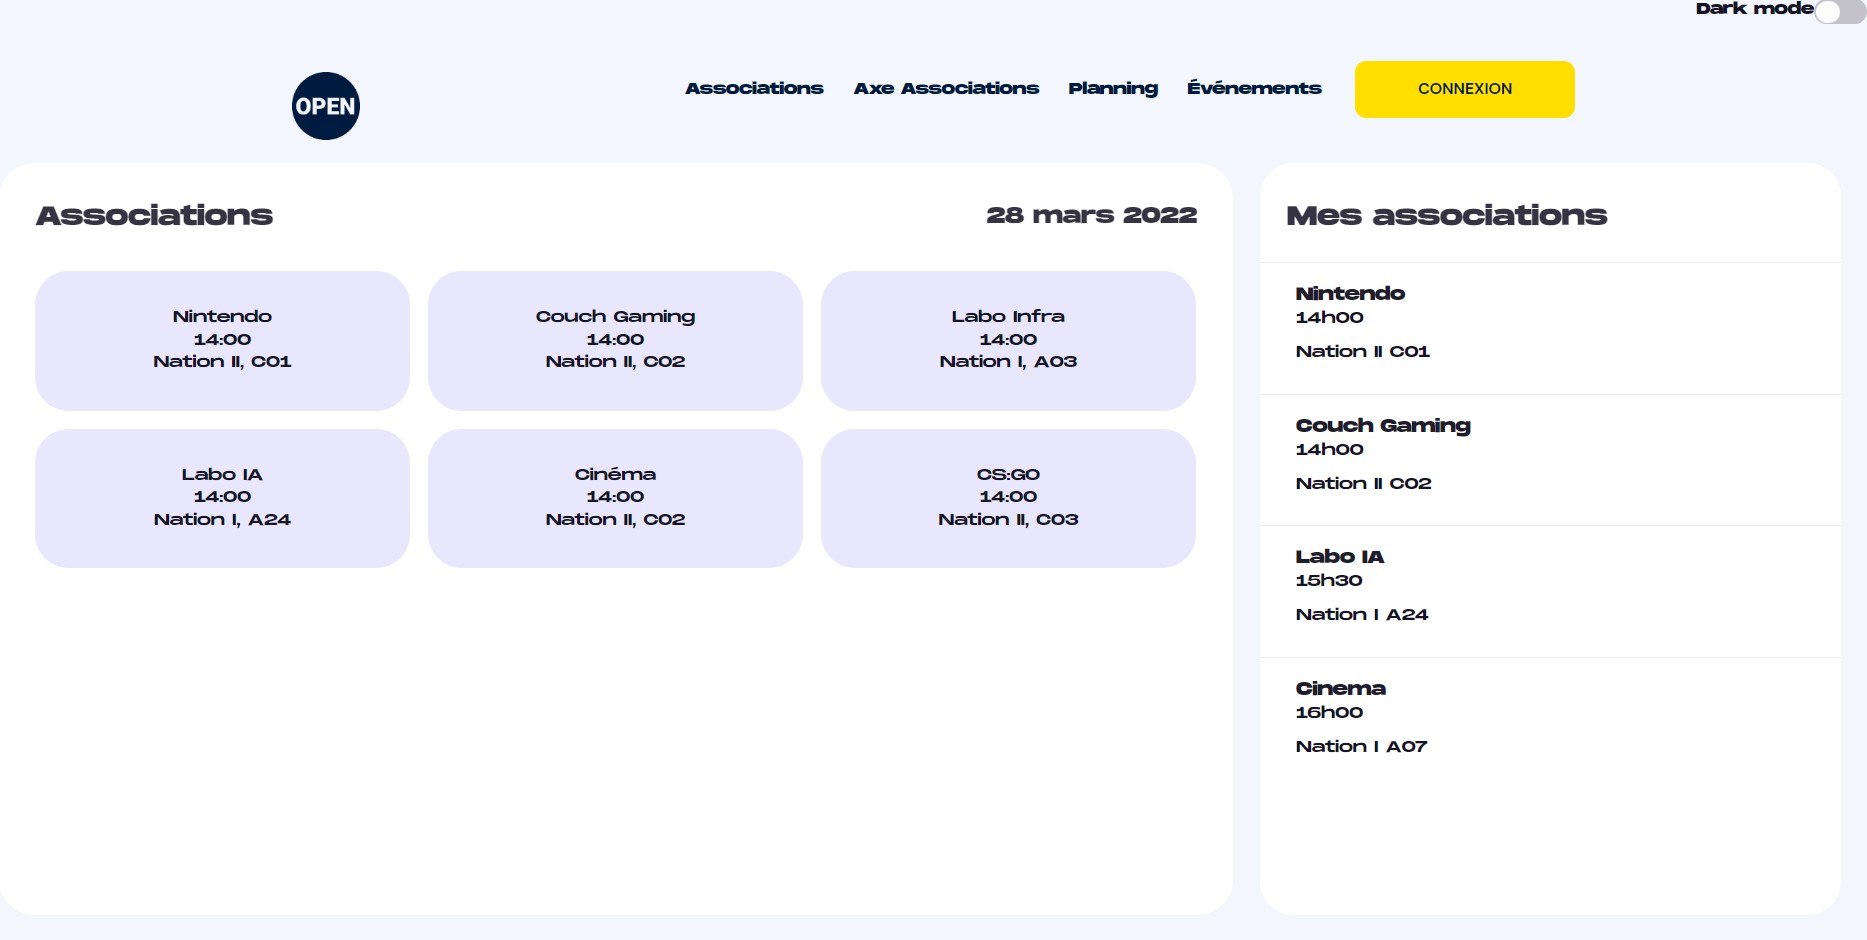 Dark mode
OPEN
Associations Axe Associations Planning Événements CONNEXION
Associations
28 mars 2022
Nintendo
14:00
Nation II, C01
Couch Gaming
14:00
Nation II, C02
Labo Infra
14:00
Nation I, A03
Labo IA
14:00
Nation I, A24
Cinéma
14:00
Nation II, C02
CS:GO
14:00
Nation II, C03
Mes associations
Nintendo
14h00
Nation II C01
Couch Gaming
14h00
Nation II C02
Labo IA
15h30
Nation I A24
Cinema
16h00
Nation I A07